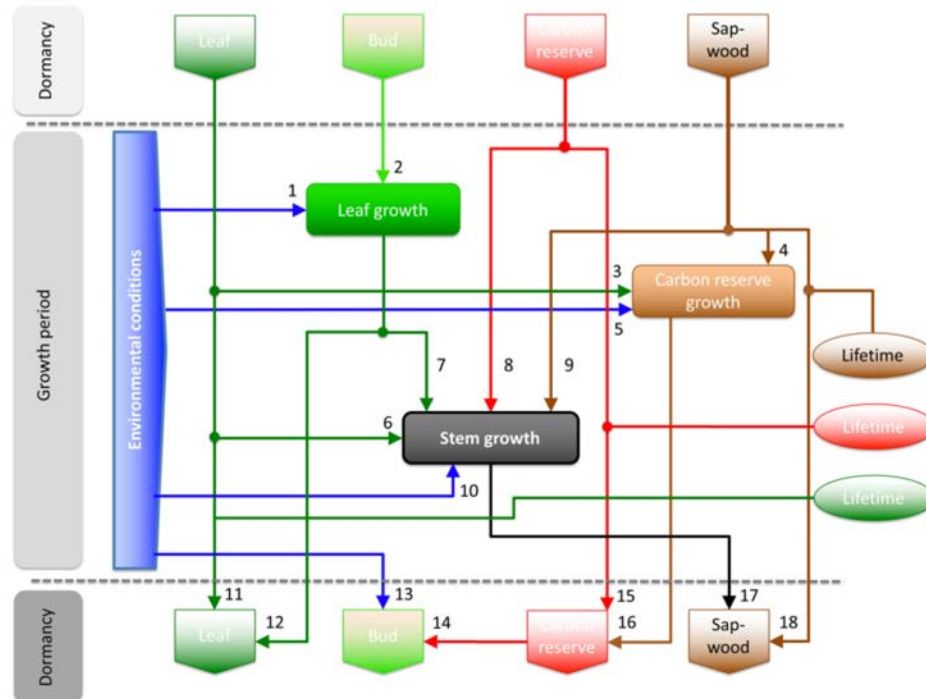 Dormancy
Leaf
Bud
Carbon
reserve
Sap-
wood
Growth period
Environmental conditions
1
2
Leaf growth
3
4
Carbon reserve
growth
5
Lifetime
6
7
8
9
Stem growth
Lifetime
10
Lifetime
Dormancy
11
12
13
14
15
16
17
18
Leaf
Bud
Carbon
reserve
Sap-
wood